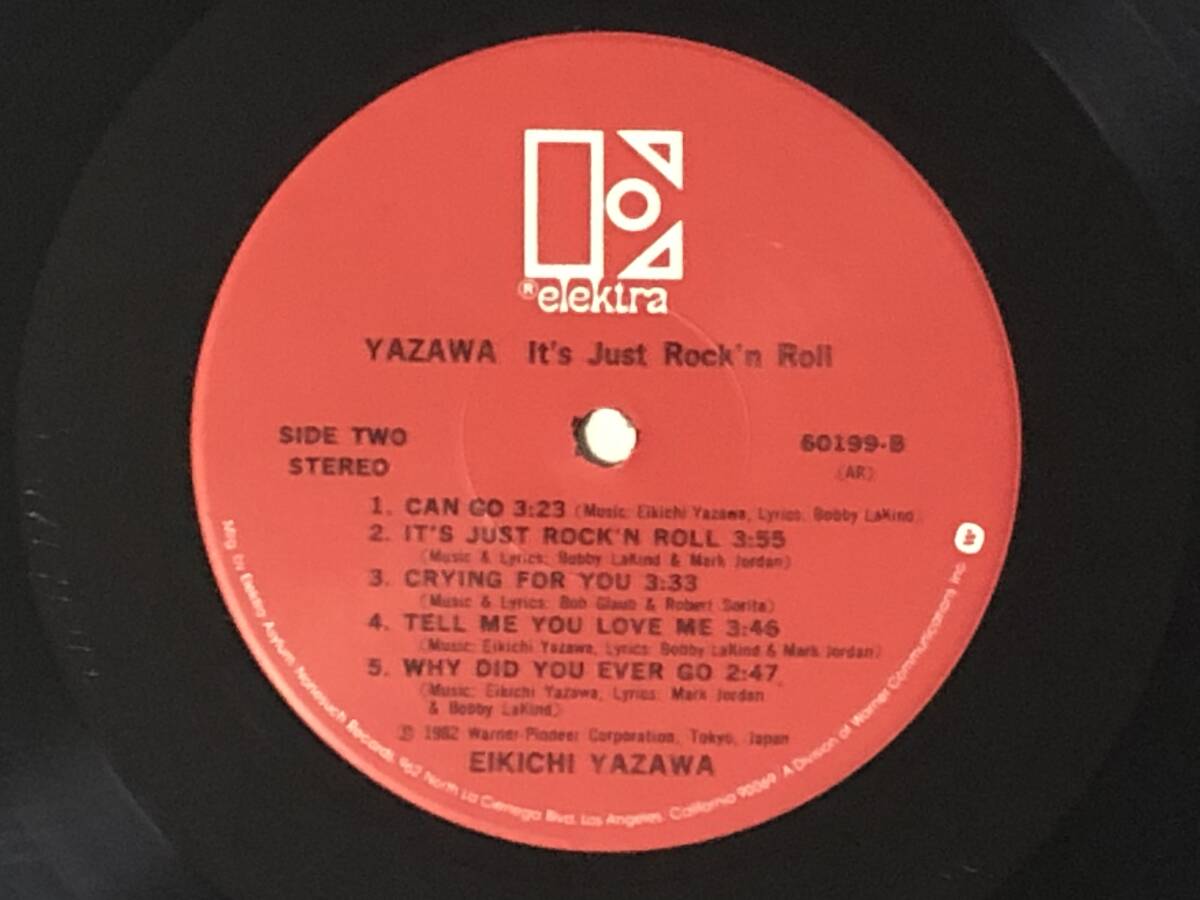 ® elektra
YAZAWA It's Just Rock'n Roll
SIDE TWO
STEREO
60199-B
(AR)
1. CAN GO 3:23 (Music: Eikichi Yazawa, Lyrics: Bobby LaKind)
2. IT'S JUST ROCK'N ROLL 3:55
(Music & Lyrics: Bobby LaKind & Mark Jordan)
3. CRYING FOR YOU 3:33
(Music & Lyrics: Bob Glaub & Robert Sorita)
4. TELL ME YOU LOVE ME 3:46
(Music: Eikichi Yazawa, Lyrics: Bobby LaKind & Mark Jordan)
5. WHY DID YOU EVER GO 2:47
(Music: Eikichi Yazawa, Lyrics: Mark Jordan
& Bobby LaKind)
℗ 1982 Warner-Pioneer Corporation, Tokyo, Japan
EIKICHI YAZAWA
Mfg. by Elektra/Asylum/Nonesuch Records, 962 North La Cienega Blvd. Los Angeles, California 90069/A Division of Warner Communications Inc.